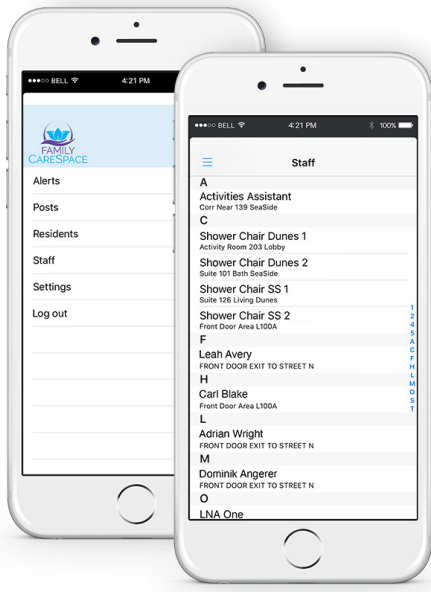 BELL
4:21 PM
FAMILY
CARESPACE
Alerts
Posts
Residents
Staff
Settings
Log out
BELL
4:21 PM
100%
Staff
A
Activities Assistant
Corr Near 139 SeaSide
C
Shower Chair Dunes 1
Activity Room 203 Lobby
Shower Chair Dunes 2
Suite 101 Bath SeaSide
Shower Chair SS 1
Suite 126 Living Dunes
Shower Chair SS 2
Front Door Area L100A
F
Leah Avery
FRONT DOOR EXIT TO STREET N
H
Carl Blake
Front Door Area L100A
L
Adrian Wright
FRONT DOOR EXIT TO STREET N
M
Dominik Angerer
FRONT DOOR EXIT TO STREET N
O
LNA One
1
2
4
5
A
C
F
H
L
M
O
S
T